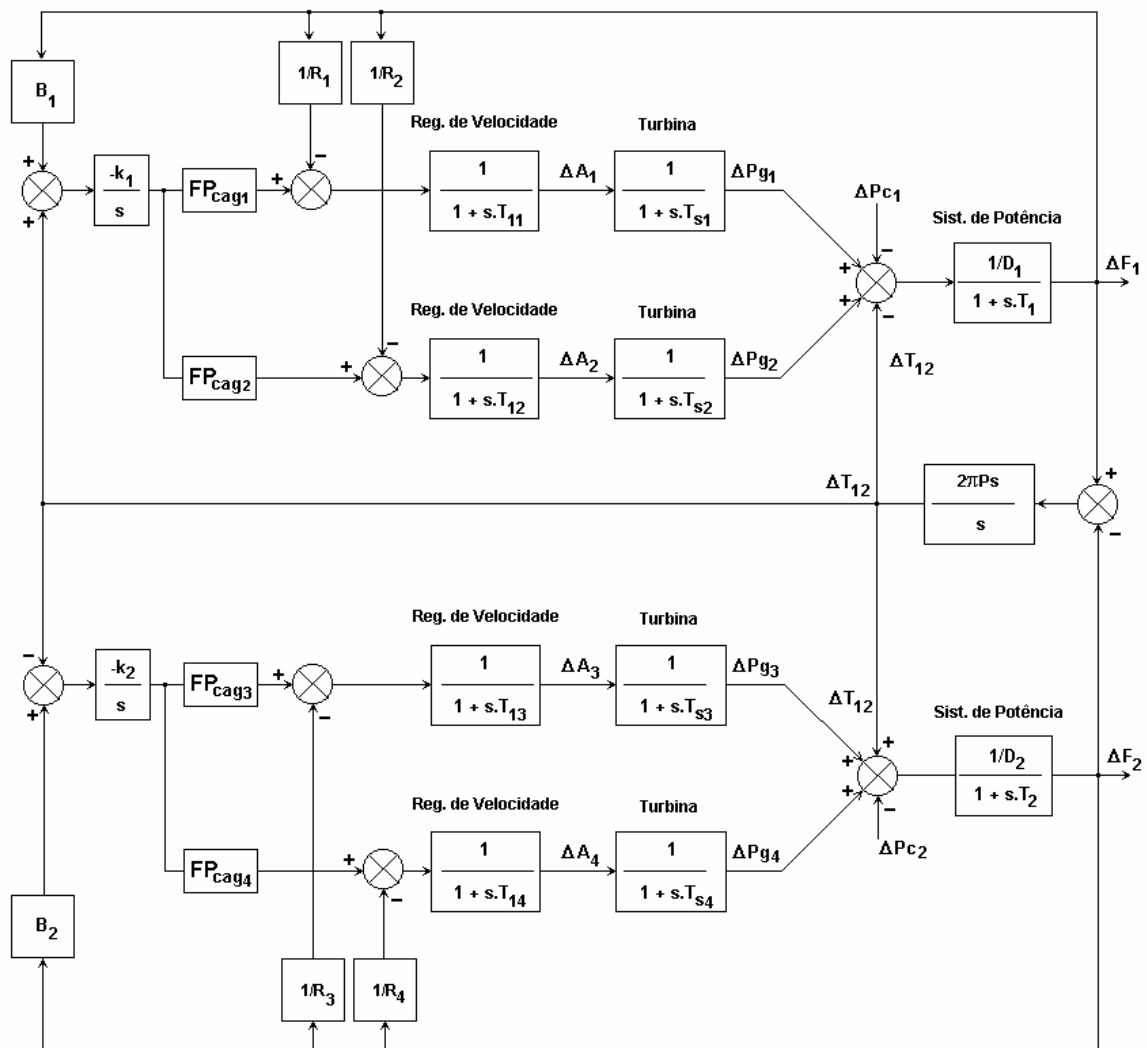 B1
1/R1
1/R2
Reg. de Velocidade
Turbina
+
-
+
-k1
s
FPcag1
+
1
1 + s.T11
ΔA1
1
1 + s.Ts1
ΔPg1
ΔPc1
Sist. de Potência
+
-
+
+
-
1/D1
1 + s.T1
ΔF1
Reg. de Velocidade
Turbina
-
FPcag2
+
1
1 + s.T12
ΔA2
1
1 + s.Ts2
ΔPg2
ΔT12
ΔT12
2πPs
s
+
-
Reg. de Velocidade
Turbina
-
+
-k2
s
FPcag3
+
-
1
1 + s.T13
ΔA3
1
1 + s.Ts3
ΔPg3
ΔT12
Sist. de Potência
+
+
+
-
1/D2
1 + s.T2
ΔF2
ΔPc2
Reg. de Velocidade
Turbina
FPcag4
+
-
1
1 + s.T14
ΔA4
1
1 + s.Ts4
ΔPg4
B2
1/R3
1/R4